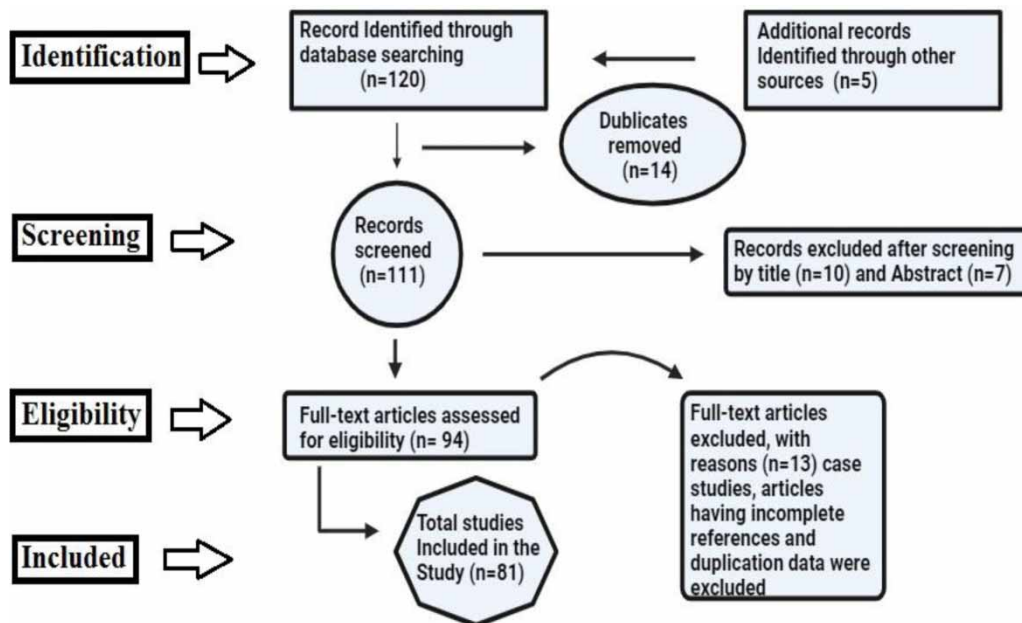 Identification
Record Identified through
database searching
(n=120)
Additional records
Identified through other
sources (n=5)
Dublicates
removed
(n=14)
Screening
Records
screened
(n=111)
Records excluded after screening
by title (n=10) and Abstract (n=7)
Eligibility
Full-text articles assessed
for eligibility (n= 94)
Full-text articles
excluded, with
reasons (n=13) case
studies, articles
having incomplete
references and
duplication data were
excluded
Included
Total studies
Included in the
Study (n=81)